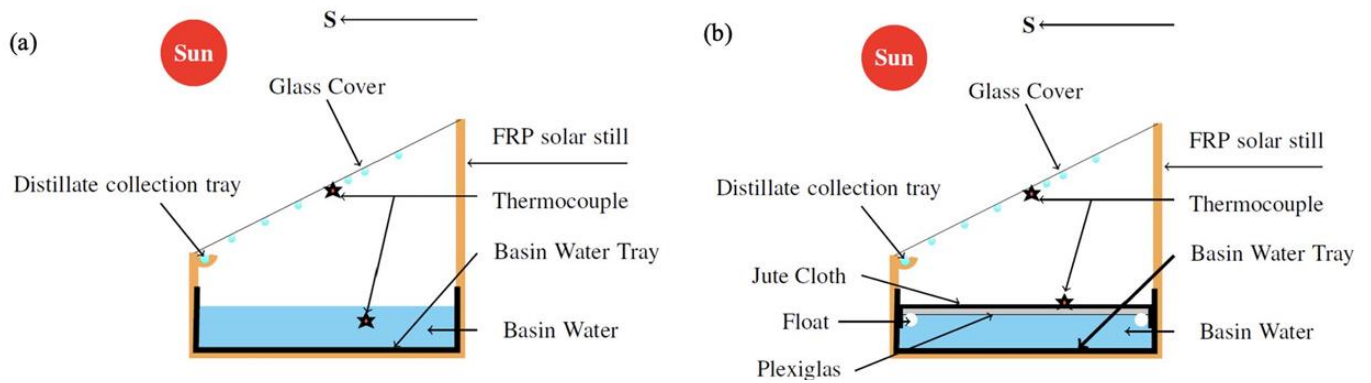 (a)
S
Sun
Glass Cover
FRP solar still
Distillate collection tray
Thermocouple
Basin Water Tray
Basin Water
(b)
S
Sun
Glass Cover
FRP solar still
Distillate collection tray
Thermocouple
Basin Water Tray
Jute Cloth
Float
Basin Water
Plexiglas